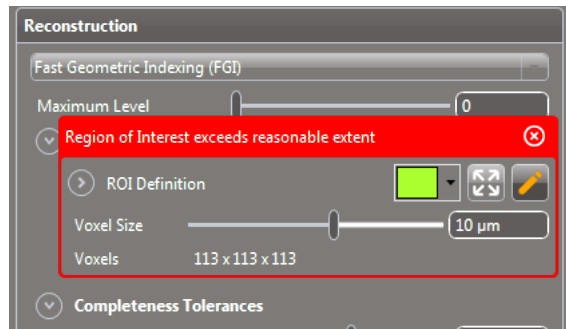 Reconstruction
Fast Geometric Indexing (FGI)
Maximum Level 0
Region of Interest exceeds reasonable extent
ROI Definition
Voxel Size 10 µm
Voxels 113 x 113 x 113
Completeness Tolerances